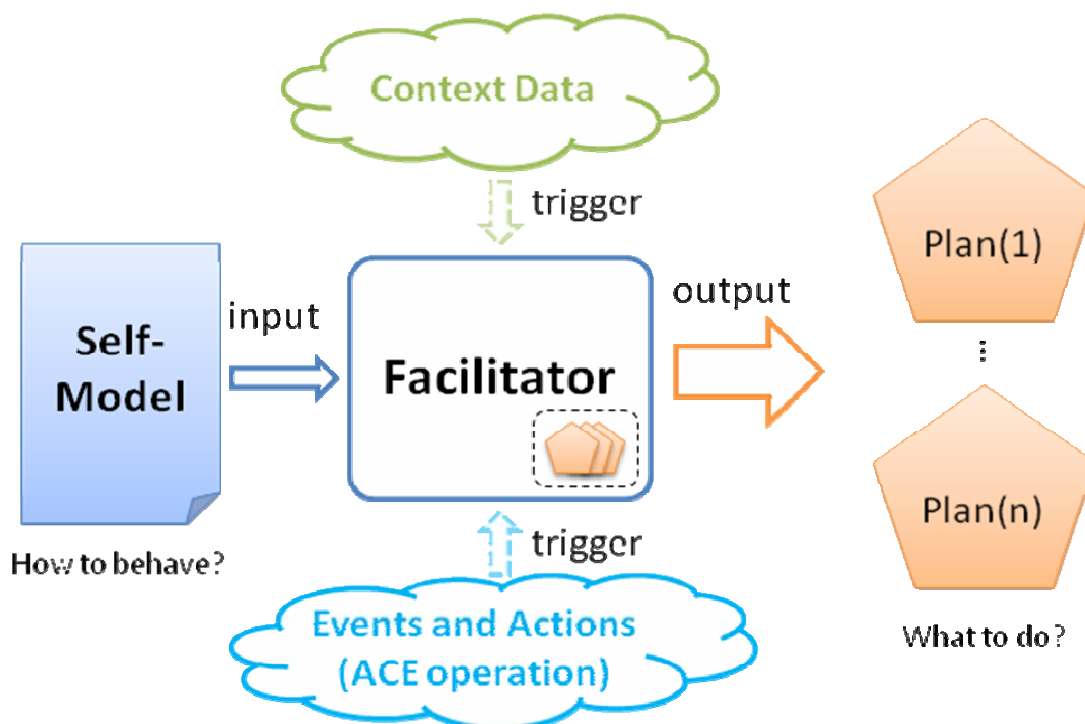 Context Data
trigger
Self-
Model
input
Facilitator
output
Plan(1)
⋮
Plan(n)
How to behave?
trigger
Events and Actions
(ACE operation)
What to do?